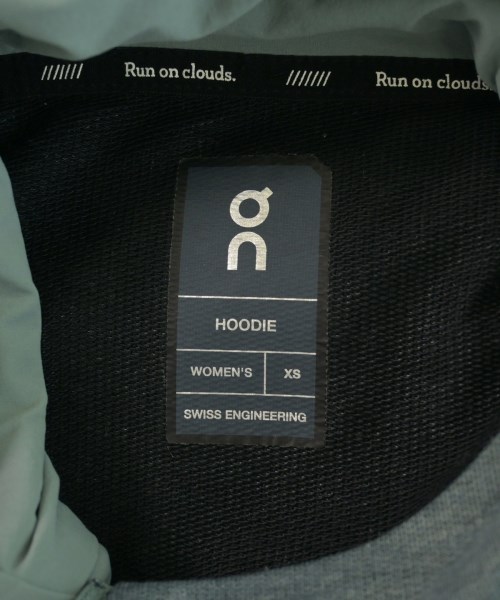 /////// Run on clouds. /////// Run on clouds.
On
HOODIE
WOMEN'S XS
SWISS ENGINEERING